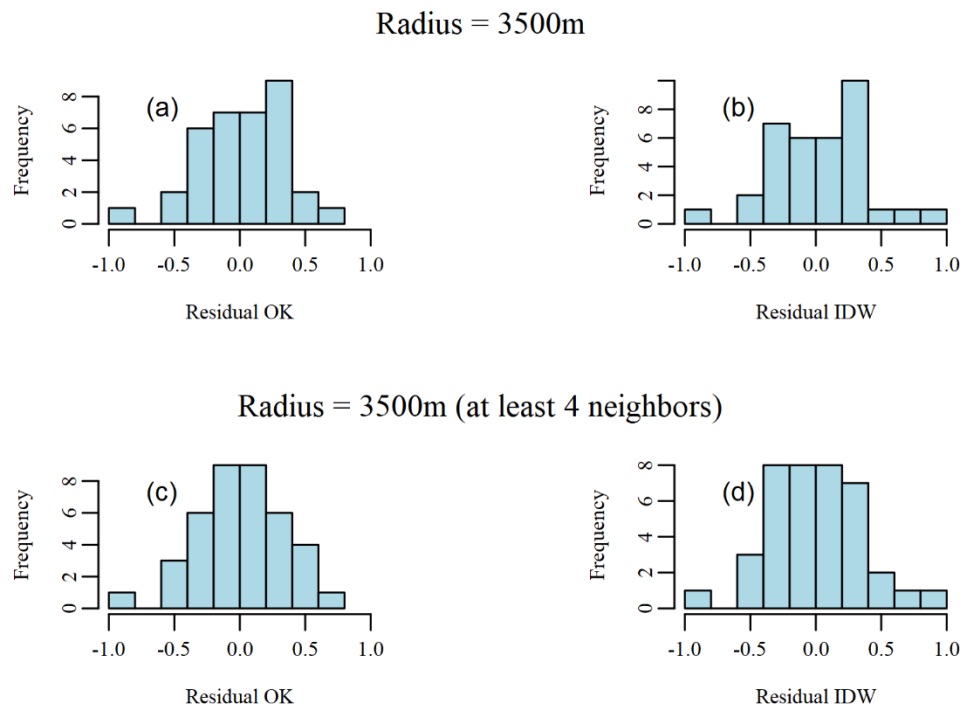 Radius = 3500m
(a)
Frequency
0 2 4 6 8
-1.0 -0.5 0.0 0.5 1.0
Residual OK
(b)
Frequency
0 2 4 6 8
-1.0 -0.5 0.0 0.5 1.0
Residual IDW
Radius = 3500m (at least 4 neighbors)
(c)
Frequency
0 2 4 6 8
-1.0 -0.5 0.0 0.5 1.0
Residual OK
(d)
Frequency
0 2 4 6 8
-1.0 -0.5 0.0 0.5 1.0
Residual IDW